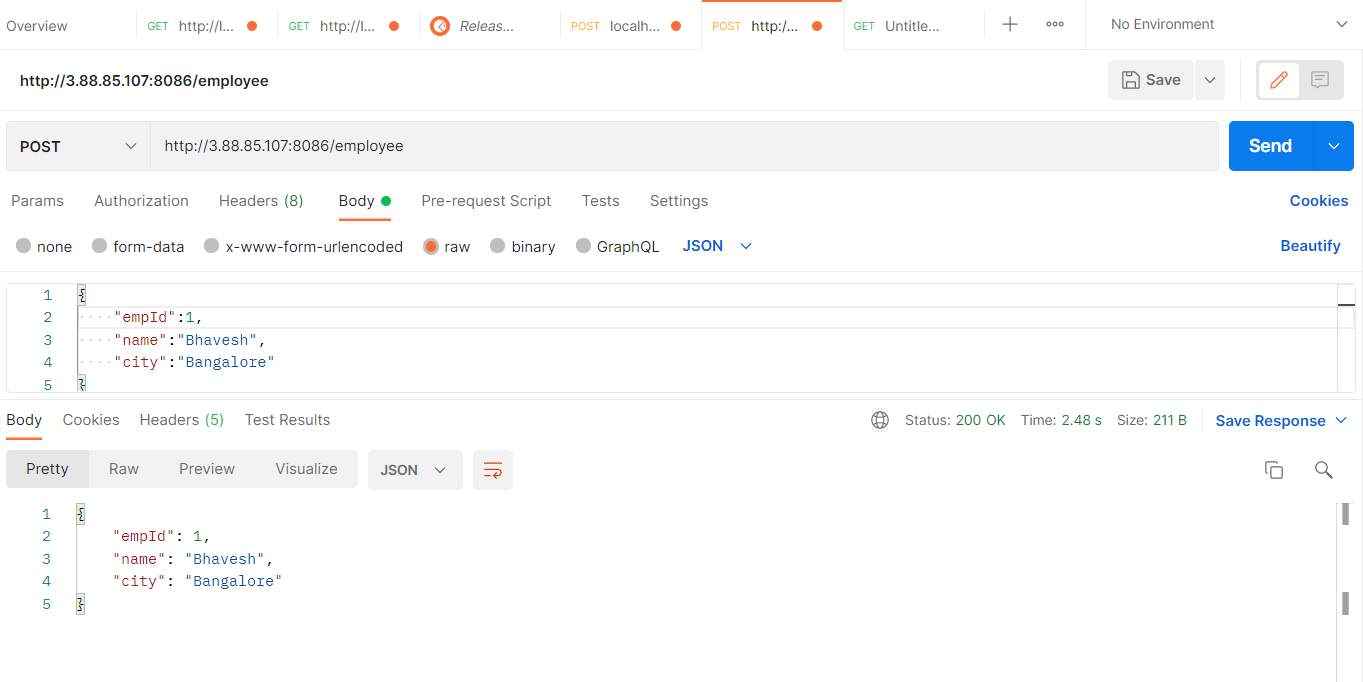 Overview GET http://l... GET http://l... Releas... POST localh... POST http:/... GET Untitle... No Environment
http://3.88.85.107:8086/employee Save
POST http://3.88.85.107:8086/employee Send
Params Authorization Headers (8) Body Pre-request Script Tests Settings Cookies
none form-data x-www-form-urlencoded raw binary GraphQL JSON Beautify
1 {
2 ····"empId":1,
3 ····"name":"Bhavesh",
4 ····"city":"Bangalore"
5 }
Body Cookies Headers (5) Test Results Status: 200 OK Time: 2.48 s Size: 211 B Save Response
Pretty Raw Preview Visualize JSON
1 {
2 "empId": 1,
3 "name": "Bhavesh",
4 "city": "Bangalore"
5 }